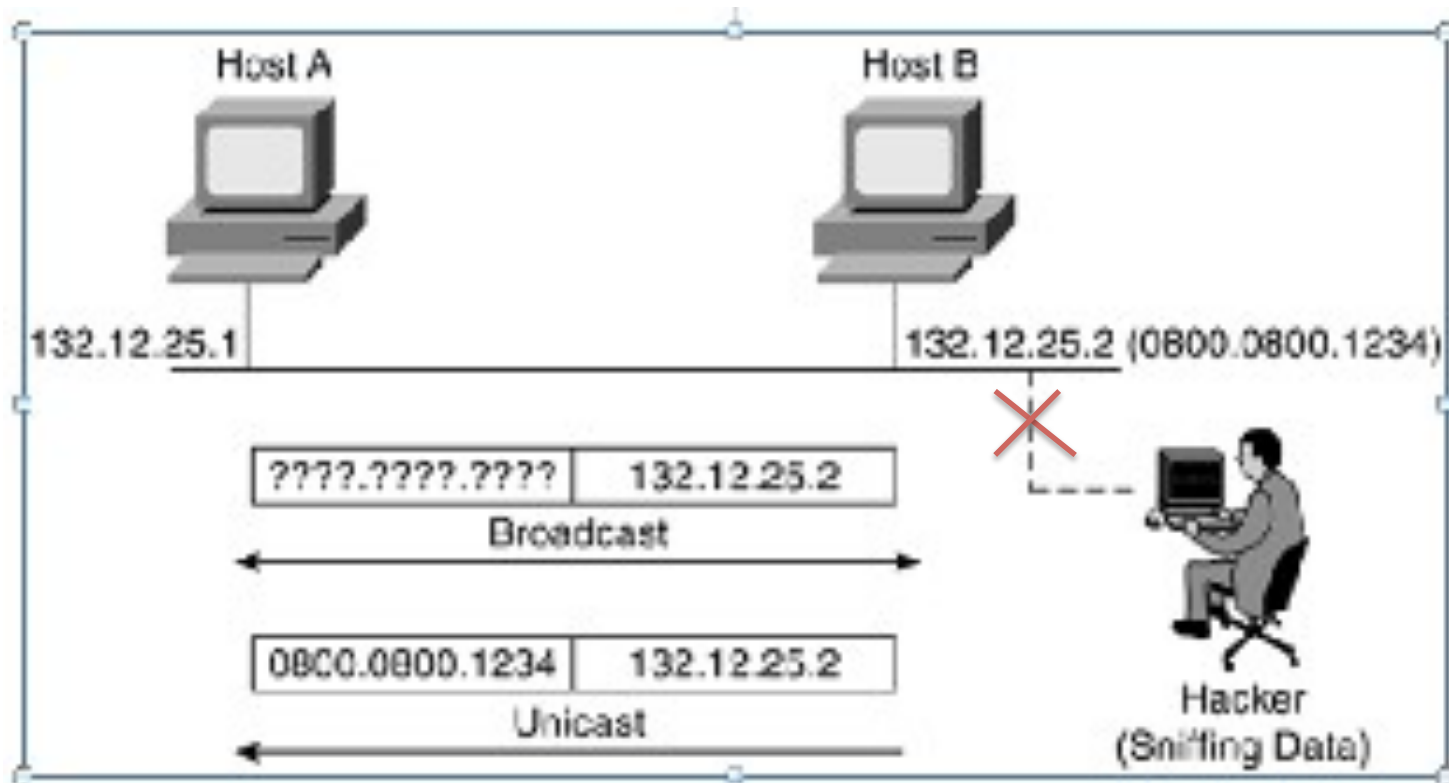 Host A
Host B
132.12.25.1
132.12.25.2 (0800.0800.1234)
????.????.???? 132.12.25.2
Broadcast
0800.0800.1234 132.12.25.2
Unicast
Hacker
(Sniffing Data)